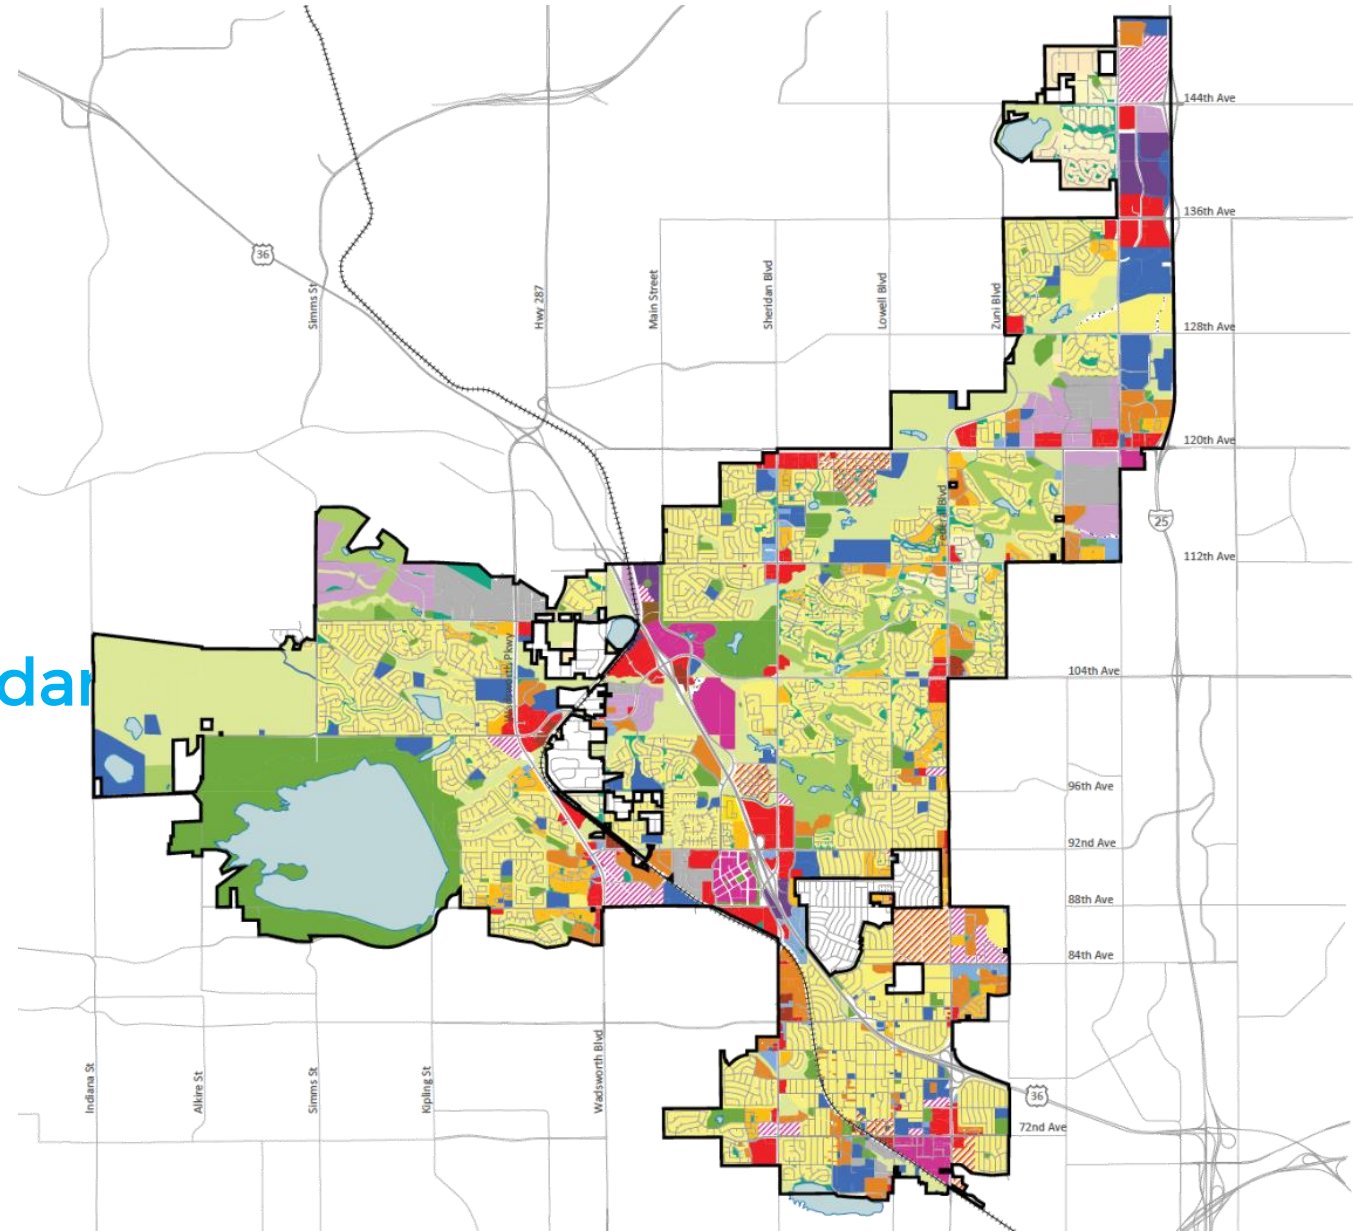 144th Ave
136th Ave
36
Simms St
Hwy 287
Main Street
Sheridan Blvd
Lowell Blvd
Zuni Blvd
128th Ave
120th Ave
Federal Blvd
25
112th Ave
104th Ave
dar
96th Ave
92nd Ave
88th Ave
84th Ave
Indiana St
Alkire St
Simms St
Kipling St
Wadsworth Blvd
36
72nd Ave